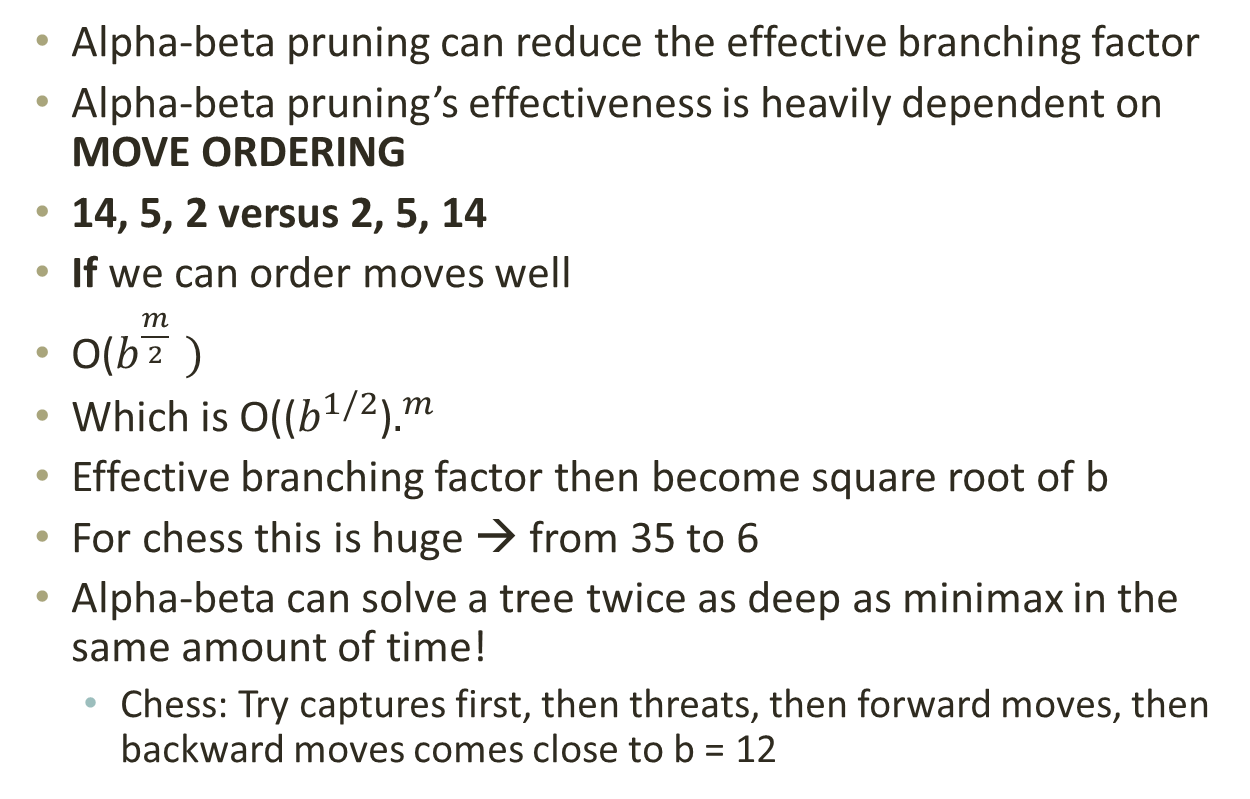 • Alpha-beta pruning can reduce the effective branching factor
• Alpha-beta pruning’s effectiveness is heavily dependent on
MOVE ORDERING
• 14, 5, 2 versus 2, 5, 14
• If we can order moves well
• O(b^{m/2} )
• Which is O((b^{1/2}).^m
• Effective branching factor then become square root of b
• For chess this is huge → from 35 to 6
• Alpha-beta can solve a tree twice as deep as minimax in the
same amount of time!
• Chess: Try captures first, then threats, then forward moves, then
backward moves comes close to b = 12